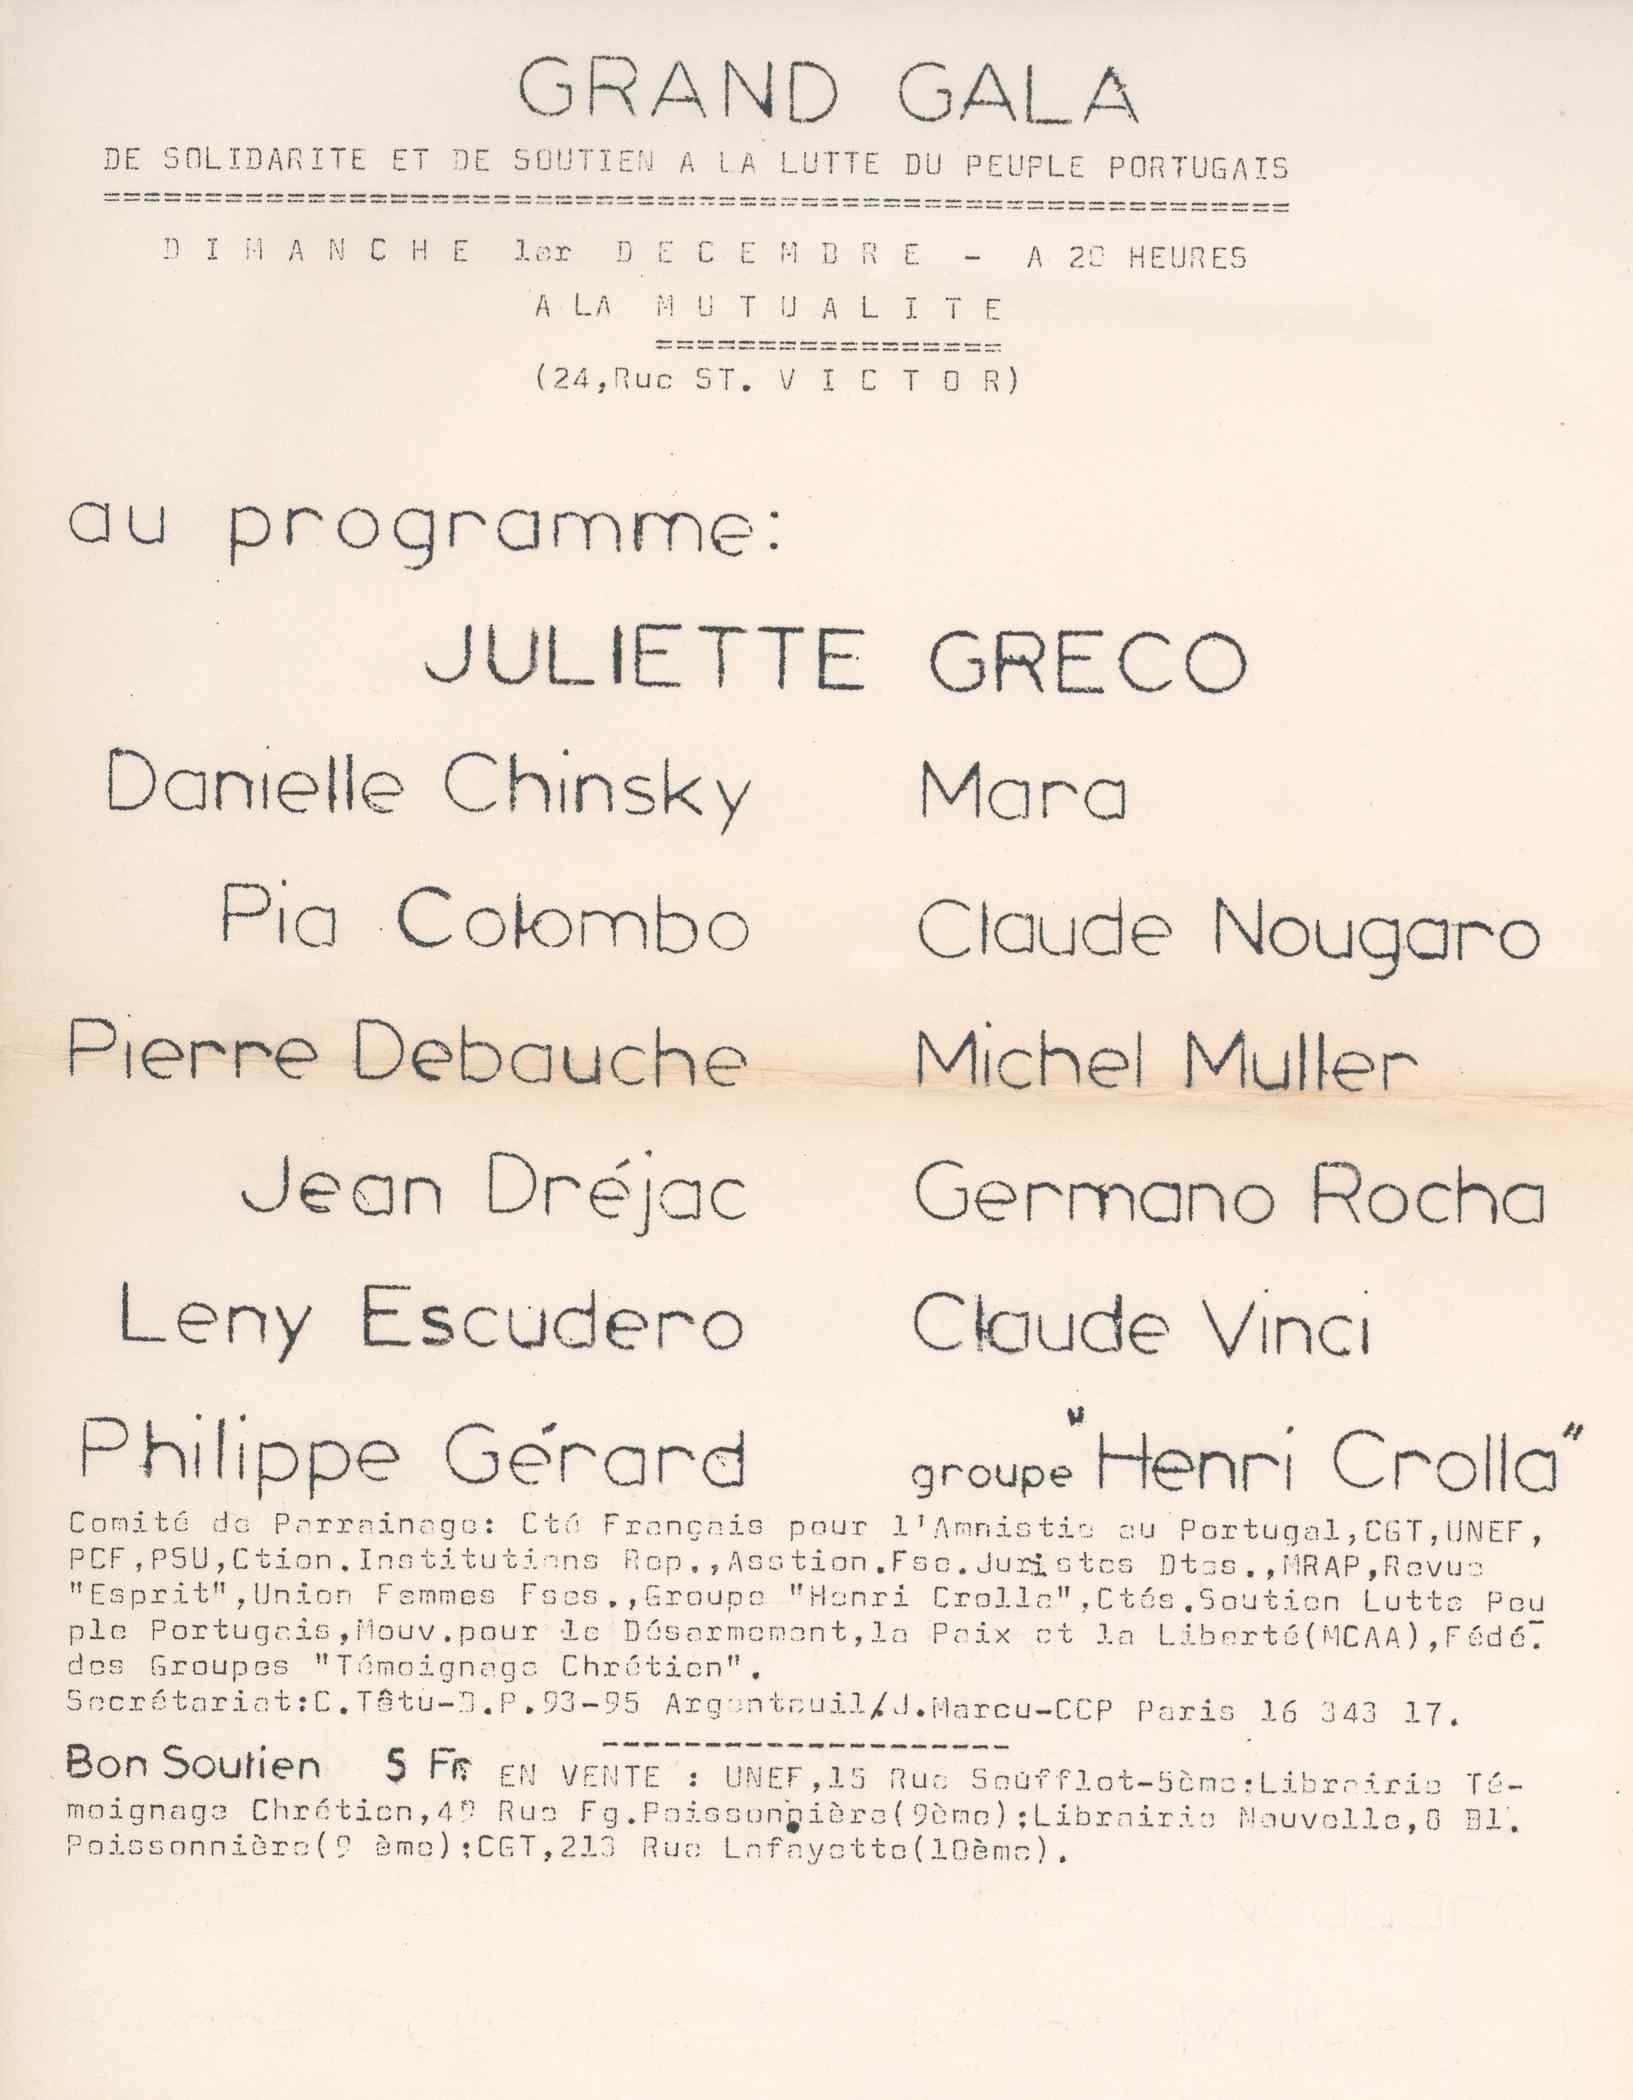 GRAND GALA
DE SOLIDARITE ET DE SOUTIEN A LA LUTTE DU PEUPLE PORTUGAIS
==========================================================
D I M A N C H E 1er D E C E M B R E - A 20 HEURES
A LA M U T U A L I T E
=================
(24,Rue ST. V I C T O R)
au programme:
JULIETTE GRECO
Danielle Chinsky Mara
Pia Colombo Claude Nougaro
Pierre Debauche Michel Muller
Jean Dréjac Germano Rocha
Leny Escudero Claude Vinci
Philippe Gérard groupe "Henri Crolla"
Comité de Parrainage: Cté Français pour l'Amnistie au Portugal,CGT,UNEF,
PCF,PSU,Ction.Institutions Rep.,Asstion.Fse.Juristes Dtes.,MRAP,Revue
"Esprit",Union Femmes Fses.,Groupe "Henri Crolla",Ctés.Soutien Lutte Peu
ple Portugais,Mouv.pour le Désarmement,la Paix et la Liberté(MCAA),Fédé.
des Groupes "Témoignage Chrétien".
Secrétariat:C.Têtu-B.P.93-95 Argenteuil/J.Marcu-CCP Paris 16 343 17.
--------------------
Bon Soutien 5 Fr. EN VENTE : UNEF,15 Rue Soufflot-5ème:Librairie Té-
moignage Chrétien,49 Rue Fg.Poissonnière(9ème);Librairie Nouvelle,8 Bl.
Poissonnière(9 ème);CGT,213 Rue Lafayette(10ème).